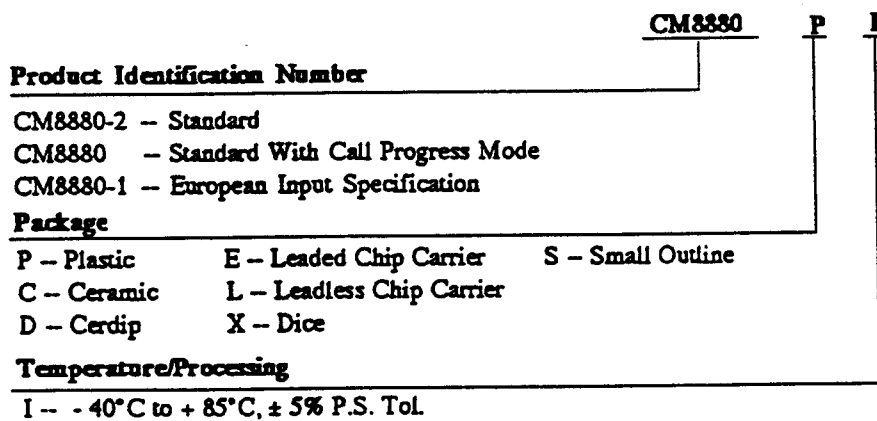 CM8880 P
Product Identification Number
CM8880-2 -- Standard
CM8880 -- Standard With Call Progress Mode
CM8880-1 -- European Input Specification
Package
P -- Plastic E -- Leaded Chip Carrier S -- Small Outline
C -- Ceramic L -- Leadless Chip Carrier
D -- Cerdip X -- Dice
Temperature/Processing
I -- - 40°C to + 85°C, ± 5% P.S. Tol.